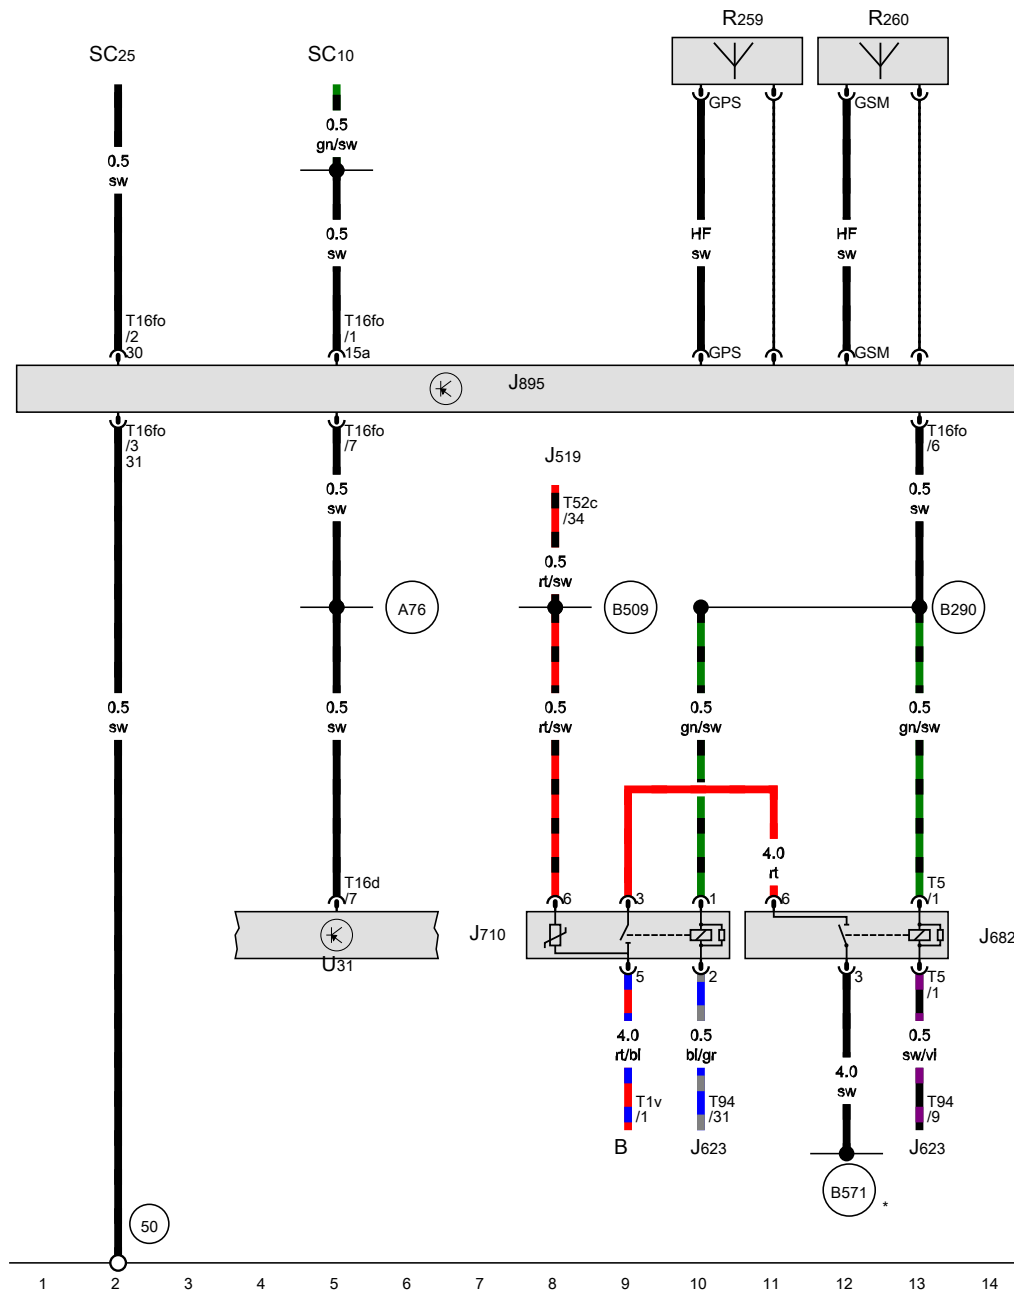 R259
R260
SC25
SC10
GPS
GSM
0.5
gn/sw
0.5
sw
0.5
sw
HF
sw
HF
sw
T16fo
/2
30
T16fo
/1
15a
GPS
GSM
J895
T16fo
/3
31
T16fo
/7
T16fo
/6
J519
0.5
sw
T52c
/34
0.5
sw
0.5
rt/sw
A76
B509
B290
0.5
sw
0.5
sw
0.5
rt/sw
0.5
gn/sw
0.5
gn/sw
4.0
rt
T16d
/7
6
3
1
6
T5
/1
J710
J682
U31
5
2
3
T5
/1
4.0
rt/bl
0.5
bl/gr
0.5
sw/vi
4.0
sw
T1v
/1
T94
/31
T94
/9
B
J623
J623
B571
*
50
1 2 3 4 5 6 7 8 9 10 11 12 13 14